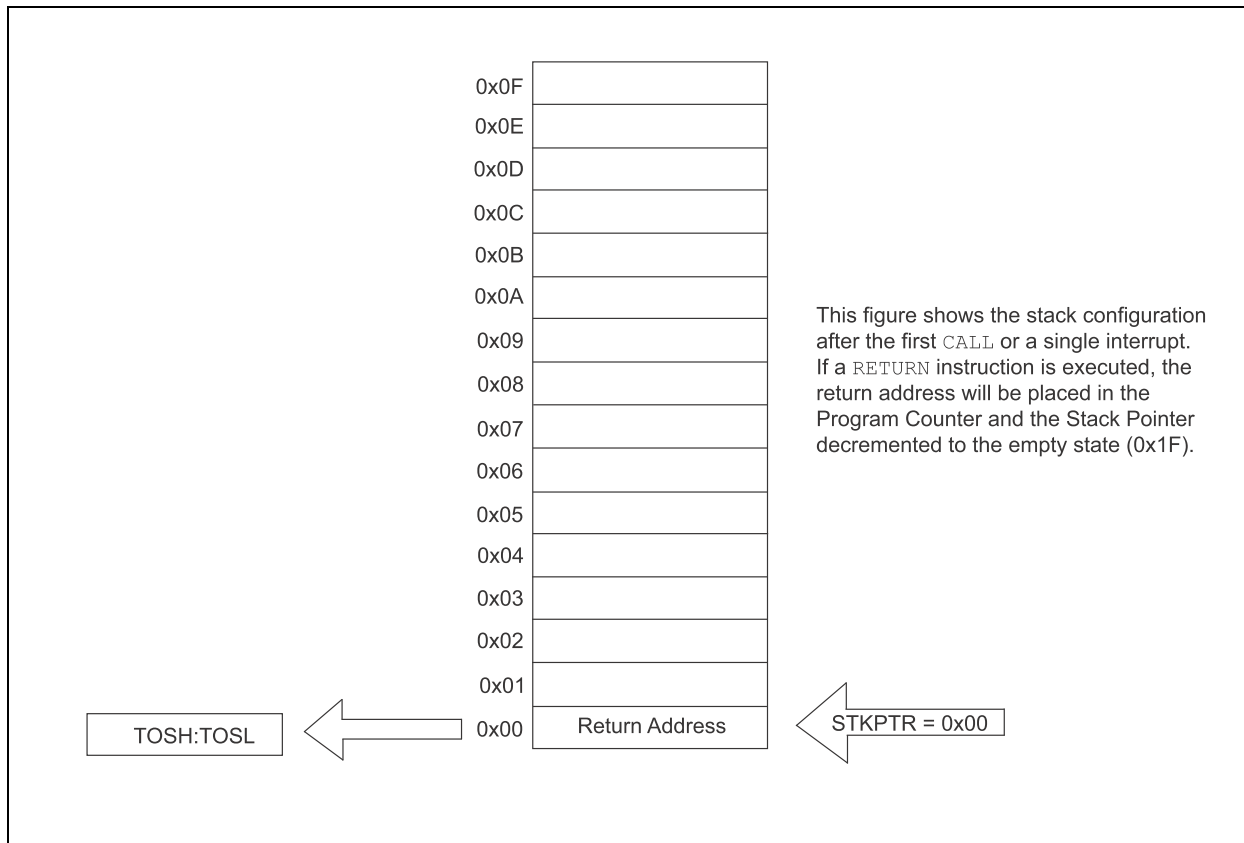 0x0F
0x0E
0x0D
0x0C
0x0B
0x0A
0x09
0x08
0x07
0x06
0x05
0x04
0x03
0x02
0x01
0x00
Return Address
TOSH:TOSL
STKPTR = 0x00
This figure shows the stack configuration
after the first CALL or a single interrupt.
If a RETURN instruction is executed, the
return address will be placed in the
Program Counter and the Stack Pointer
decremented to the empty state (0x1F).